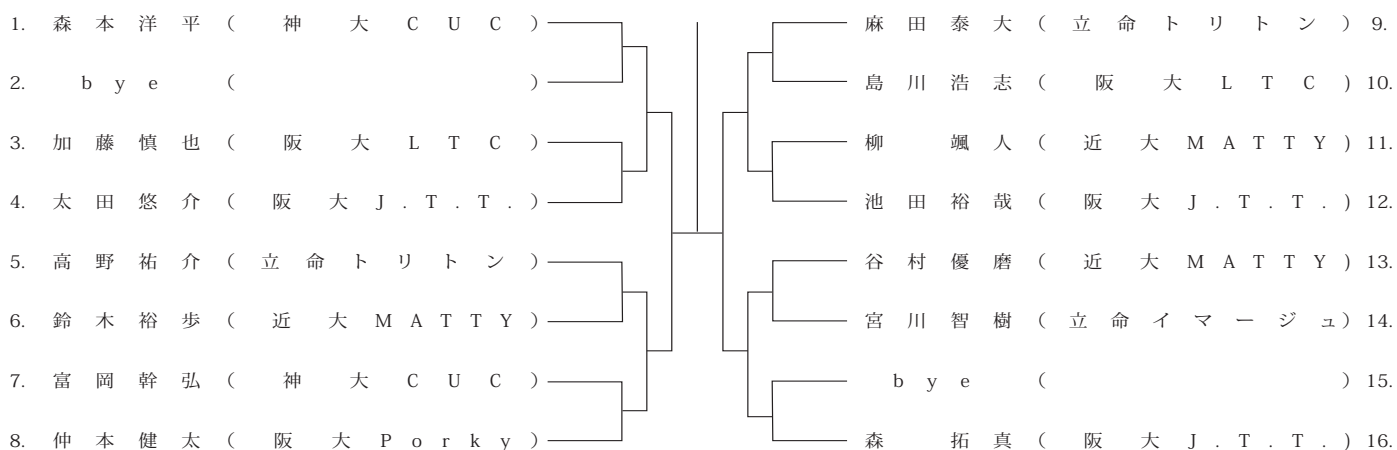 1. 森本洋平(神大CUC)
2. bye ( )
3. 加藤慎也(阪大LTC)
4. 太田悠介(阪大J.T.T.)
5. 高野祐介(立命トリトン)
6. 鈴木裕歩(近大MATTY)
7. 富岡幹弘(神大CUC)
8. 仲本健太(阪大Porky)
麻田泰大(立命トリトン) 9.
島川浩志(阪大LTC) 10.
柳 颯人(近大MATTY) 11.
池田裕哉(阪大J.T.T.) 12.
谷村優磨(近大MATTY) 13.
宮川智樹(立命イマージュ) 14.
bye ( ) 15.
森 拓真(阪大J.T.T.) 16.